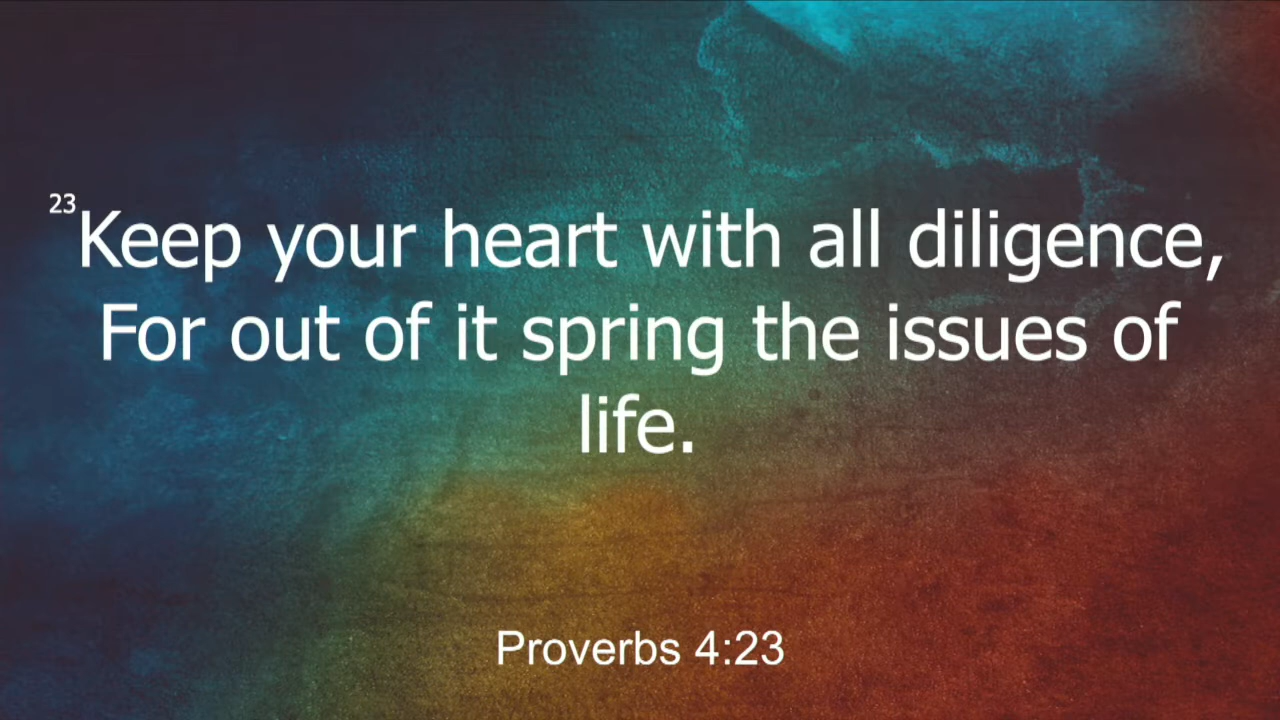 23Keep your heart with all diligence,
For out of it spring the issues of
life.
Proverbs 4:23